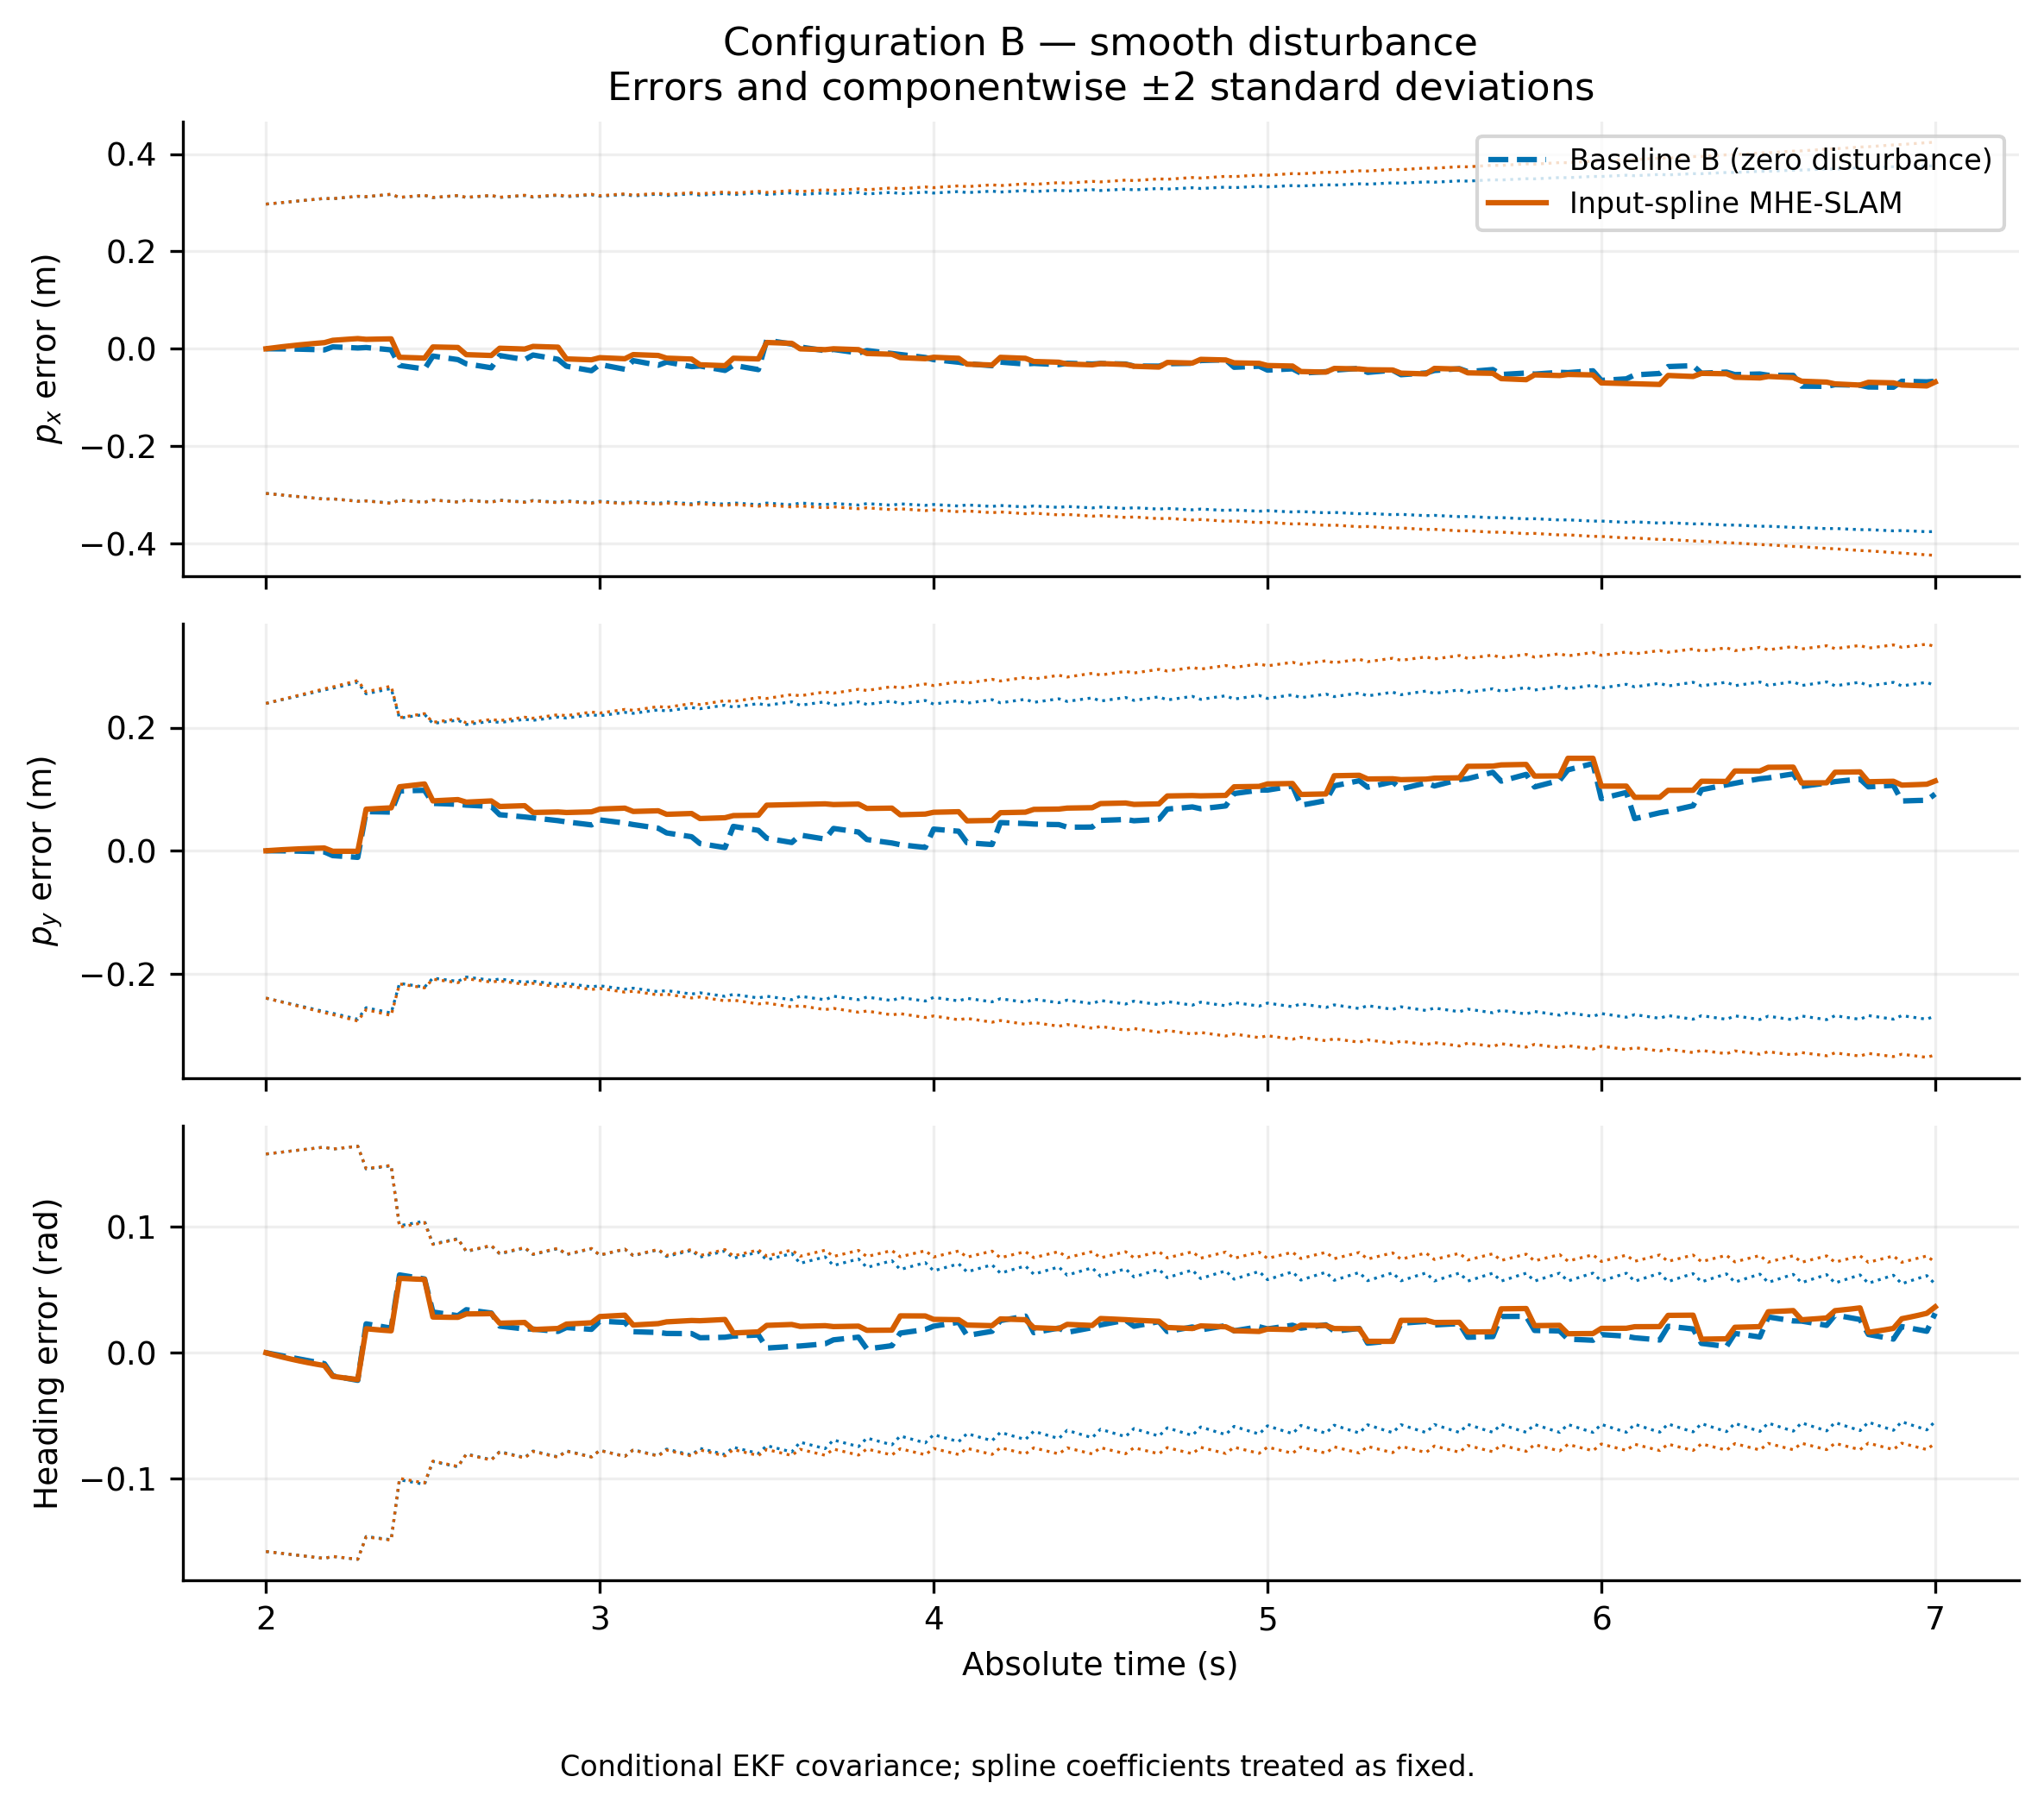 Configuration B — smooth disturbance
Errors and componentwise ±2 standard deviations
Baseline B (zero disturbance)
Input-spline MHE-SLAM
0.4
0.2
0.0
−0.2
−0.4
px error (m)
0.2
0.0
−0.2
py error (m)
0.1
0.0
−0.1
Heading error (rad)
2 3 4 5 6 7
Absolute time (s)
Conditional EKF covariance; spline coefficients treated as fixed.